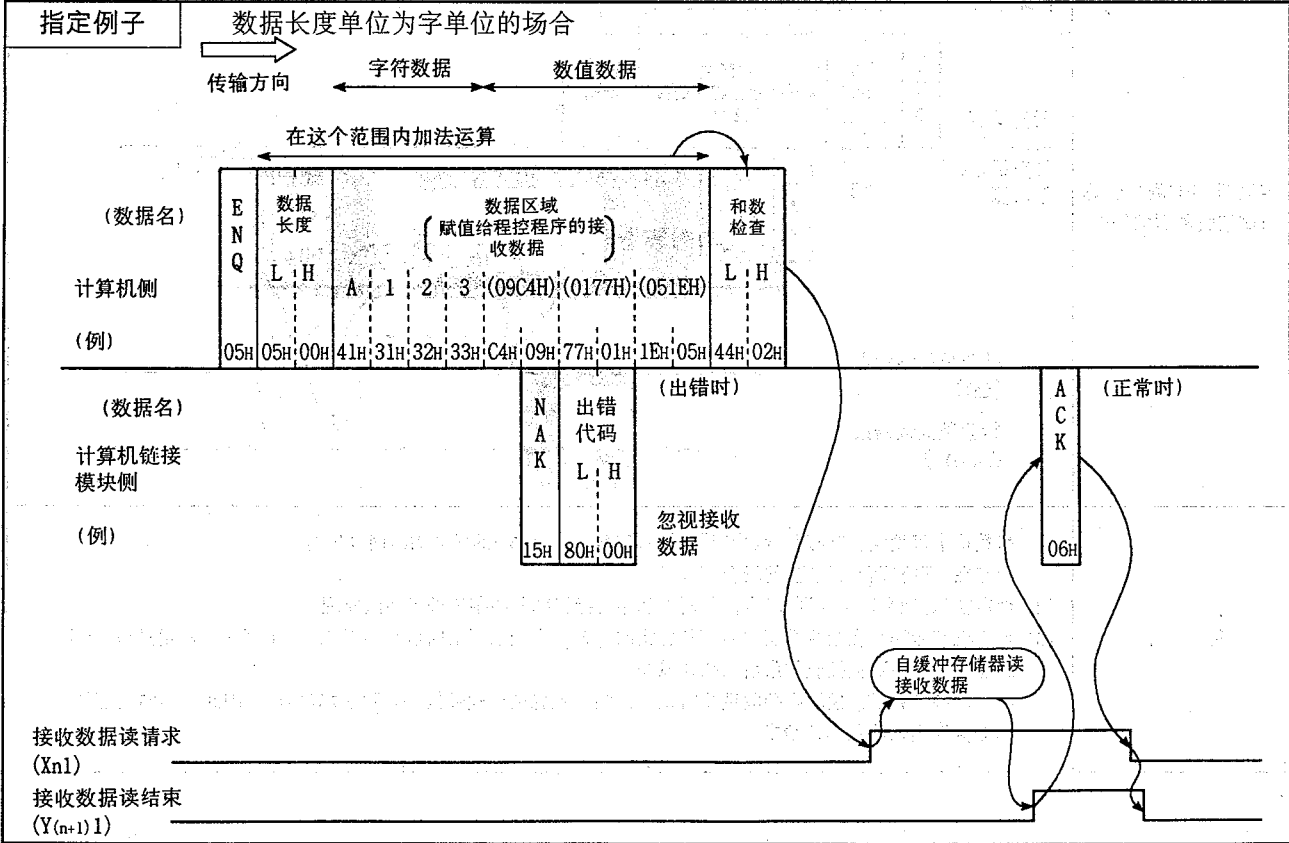 指定例子
数据长度单位为字单位的场合
传输方向
字符数据
数值数据
在这个范围内加法运算
(数据名)
E
N
Q
数据
长度
数据区域
赋值给程控程序的接
收数据
和数
检查
计算机侧
L H
A 1 2 3 (09C4H) (0177H) (051EH)
L H
(例)
05H 05H 00H 41H 31H 32H 33H C4H 09H 77H 01H 1EH 05H 44H 02H
(数据名)
N
A
K
出错
代码
(出错时)
A
C
K
(正常时)
计算机链接
模块侧
L H
(例)
15H 80H 00H
忽视接收
数据
06H
自缓冲存储器读
接收数据
接收数据读请求
(Xn1)
接收数据读结束
(Y(n+1)1)